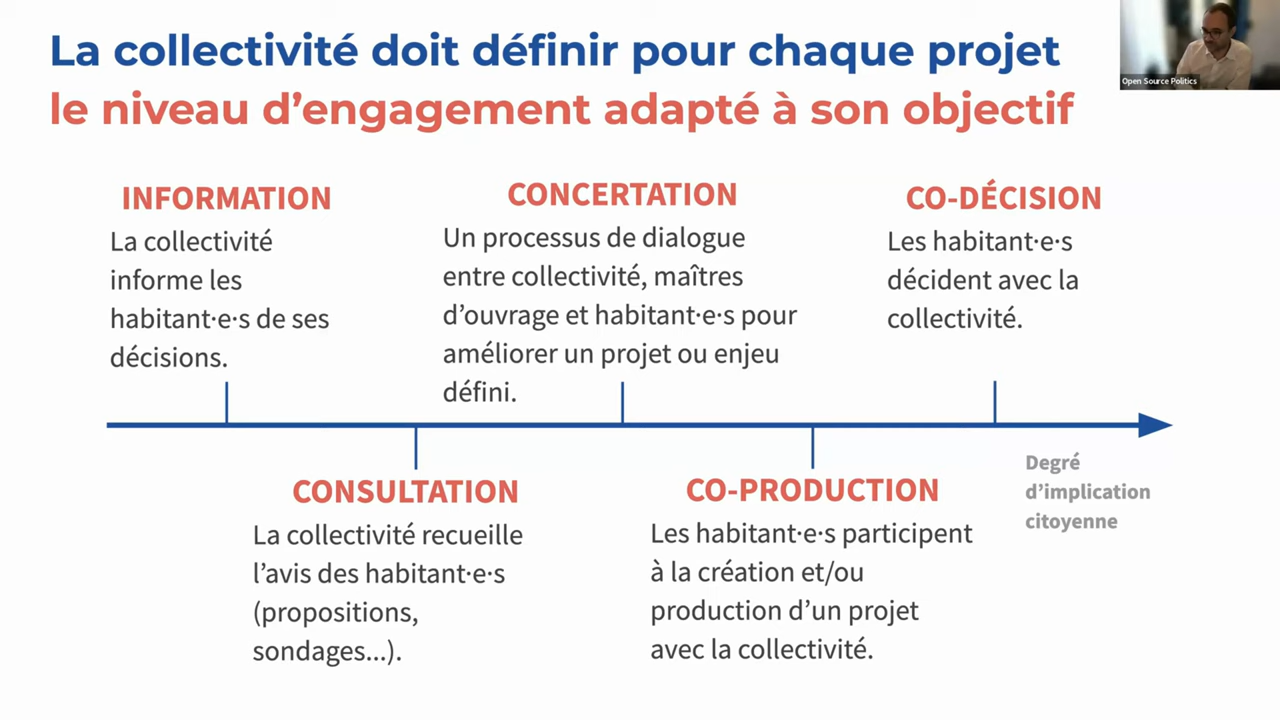 La collectivité doit définir pour chaque projet
le niveau d’engagement adapté à son objectif
Open Source Politics
INFORMATION
La collectivité
informe les
habitant·e·s de ses
décisions.
CONCERTATION
Un processus de dialogue
entre collectivité, maîtres
d’ouvrage et habitant·e·s pour
améliorer un projet ou enjeu
défini.
CO-DÉCISION
Les habitant·e·s
décident avec la
collectivité.
CONSULTATION
La collectivité recueille
l’avis des habitant·e·s
(propositions,
sondages...).
CO-PRODUCTION
Les habitant·e·s participent
à la création et/ou
production d’un projet
avec la collectivité.
Degré
d’implication
citoyenne